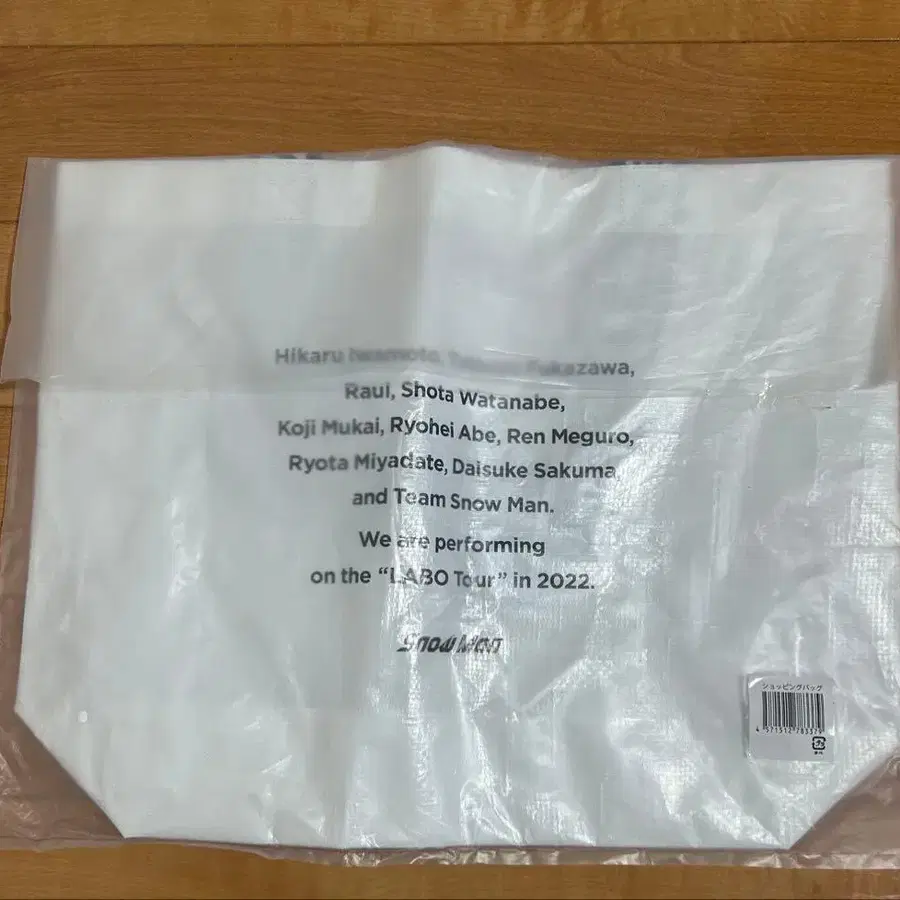 Hikaru Iwamoto, Fukazawa,
Raul, Shota Watanabe,
Koji Mukai, Ryohei Abe, Ren Meguro,
Ryota Miyadate, Daisuke Sakuma
and Team Snow Man.
We are performing
on the “LABO Tour” in 2022.
Snow Man
ショッピングバッグ